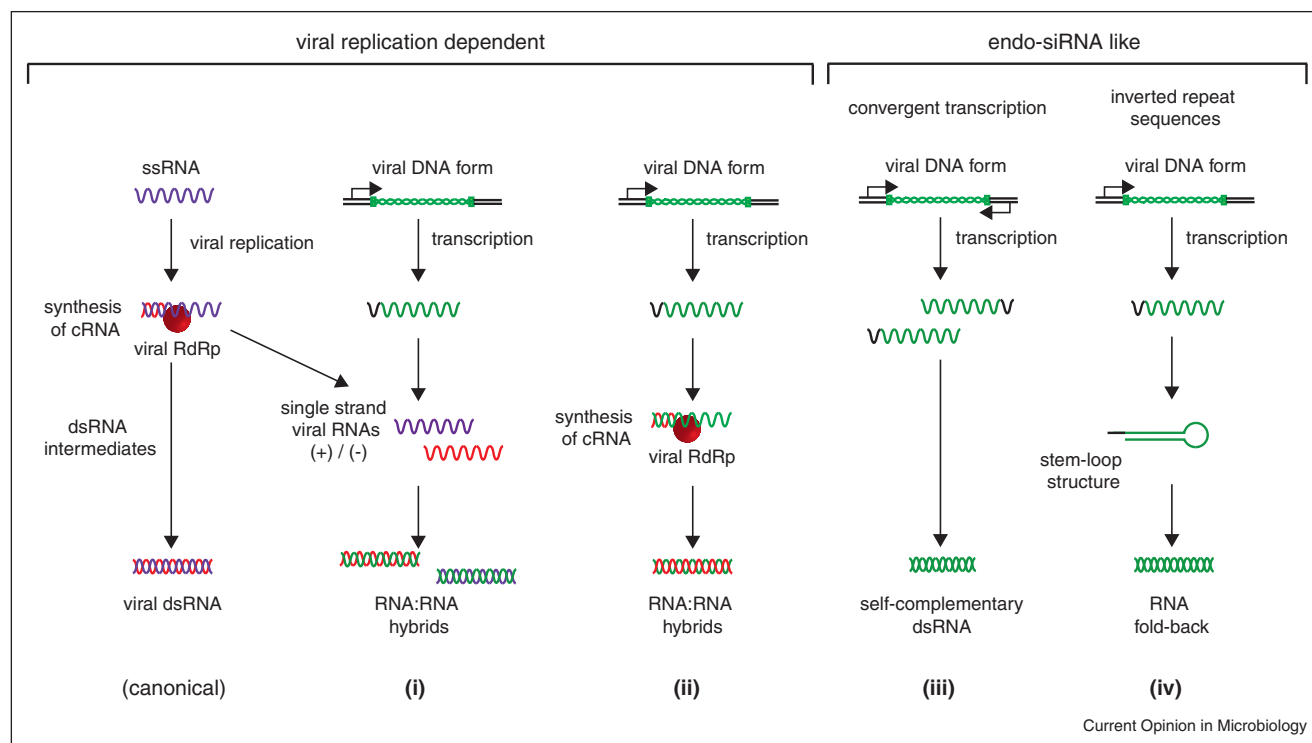 viral replication dependent
endo-siRNA like
ssRNA
viral replication
synthesis
of cRNA
viral RdRp
dsRNA
intermediates
viral dsRNA
(canonical)
viral DNA form
transcription
single strand
viral RNAs
(+) / (-)
RNA:RNA
hybrids
(i)
viral DNA form
transcription
synthesis
of cRNA
viral RdRp
RNA:RNA
hybrids
(ii)
convergent transcription
viral DNA form
transcription
self-complementary
dsRNA
(iii)
inverted repeat
sequences
viral DNA form
transcription
stem-loop
structure
RNA
fold-back
(iv)
Current Opinion in Microbiology